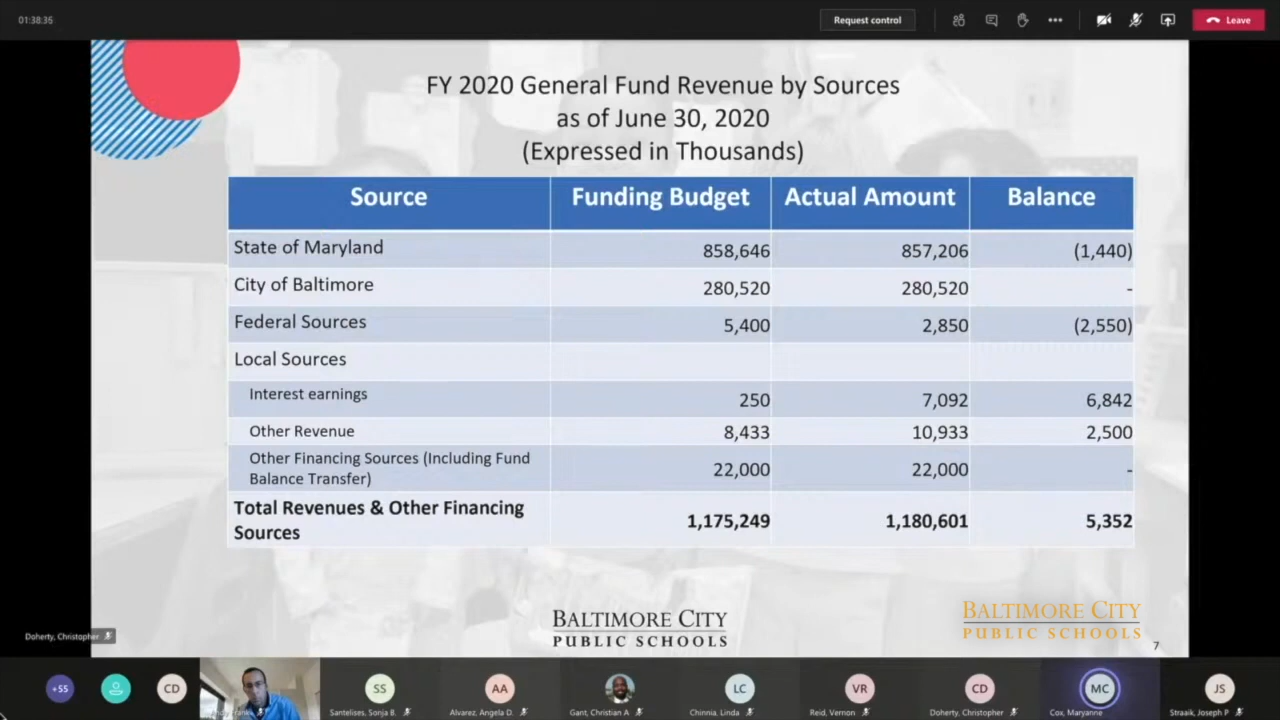 01:38:35
Request control
Leave
FY 2020 General Fund Revenue by Sources
as of June 30, 2020
(Expressed in Thousands)
Source Funding Budget Actual Amount Balance
State of Maryland 858,646 857,206 (1,440)
City of Baltimore 280,520 280,520 -
Federal Sources 5,400 2,850 (2,550)
Local Sources
Interest earnings 250 7,092 6,842
Other Revenue 8,433 10,933 2,500
Other Financing Sources (Including Fund
Balance Transfer) 22,000 22,000 -
Total Revenues & Other Financing
Sources 1,175,249 1,180,601 5,352
BALTIMORE CITY
PUBLIC SCHOOLS
BALTIMORE CITY
PUBLIC SCHOOLS
7
Doherty, Christopher
+55 CD SS AA LC VR CD MC JS
Santelises, Sonja B. Alvarez, Angela D. Gant, Christian A Chinnia, Linda Reid, Vernon Doherty, Christopher Cox, Maryanne Straaik, Joseph P